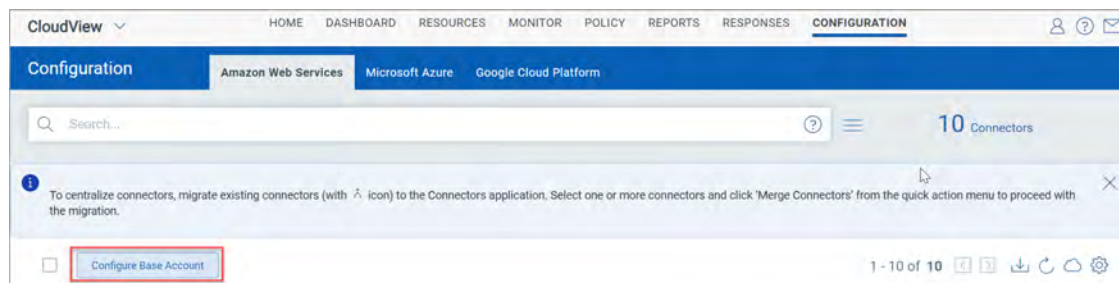 CloudView HOME DASHBOARD RESOURCES MONITOR POLICY REPORTS RESPONSES CONFIGURATION
Configuration Amazon Web Services Microsoft Azure Google Cloud Platform
Search... 10 Connectors
To centralize connectors, migrate existing connectors (with icon) to the Connectors application. Select one or more connectors and click 'Merge Connectors' from the quick action menu to proceed with
the migration.
Configure Base Account 1 - 10 of 10